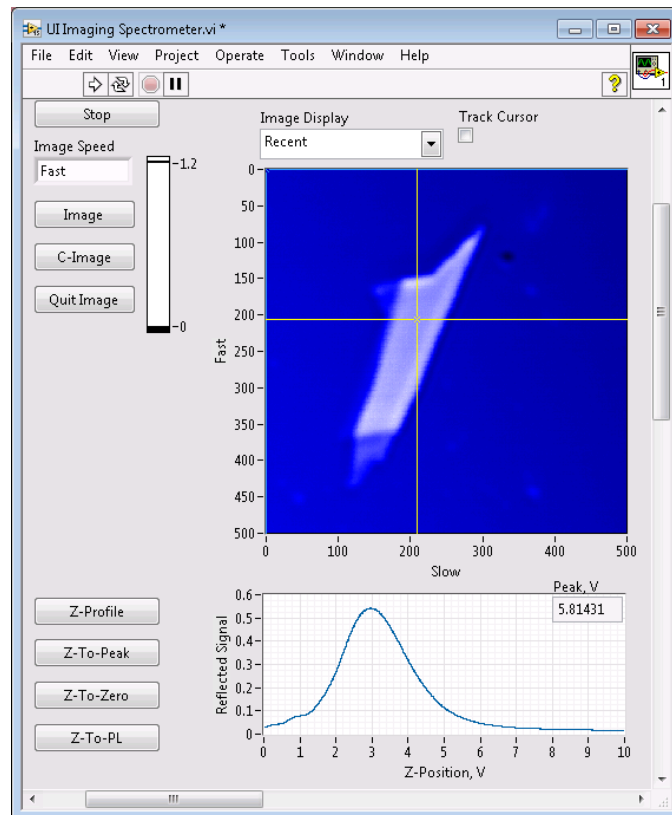 UI Imaging Spectrometer.vi *
File Edit View Project Operate Tools Window Help
1
Stop
Image Speed
Fast
1.2
0
Image
C-Image
Quit Image
Image Display
Recent
Track Cursor
0
50
100
150
200
250
300
350
400
450
500
Fast
0 100 200 300 400 500
Slow
Z-Profile
Z-To-Peak
Z-To-Zero
Z-To-PL
Peak, V
5.81431
0.6
0.5
0.4
0.3
0.2
0.1
0
Reflected Signal
0 1 2 3 4 5 6 7 8 9 10
Z-Position, V